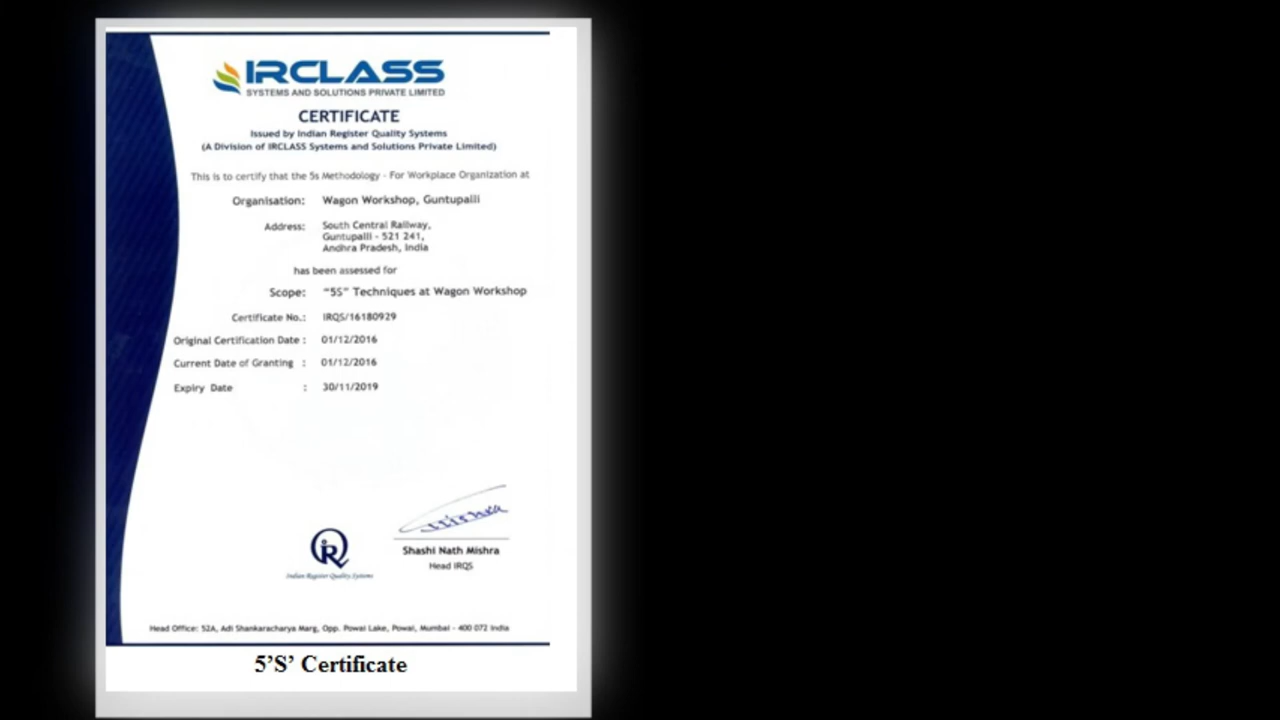 IRCLASS
SYSTEMS AND SOLUTIONS PRIVATE LIMITED
CERTIFICATE
Issued by Indian Register Quality Systems
(A Division of IRCLASS Systems and Solutions Private Limited)
This is to certify that the 5s Methodology - For Workplace Organization at
Organisation: Wagon Workshop, Guntupalli
Address: South Central Railway,
Guntupalli - 521 241,
Andhra Pradesh, India
has been assessed for
Scope: "5S" Techniques at Wagon Workshop
Certificate No.: IRQS/16180929
Original Certification Date : 01/12/2016
Current Date of Granting : 01/12/2016
Expiry Date : 30/11/2019
IRQ
Indian Register Quality Systems
Shashi Nath Mishra
Head IRQS
Head Office: 52A, Adi Shankaracharya Marg, Opp. Powai Lake, Powai, Mumbai - 400 072 India
5'S' Certificate